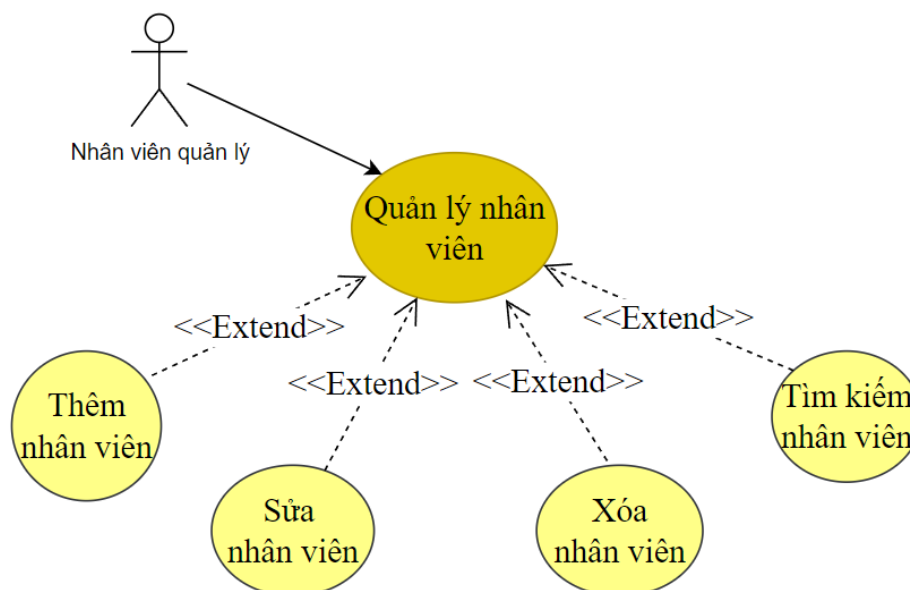 Nhân viên quản lý
Quản lý nhân
viên
<<Extend>>
<<Extend>>
<<Extend>>
<<Extend>>
Thêm
nhân viên
Sửa
nhân viên
Xóa
nhân viên
Tìm kiếm
nhân viên